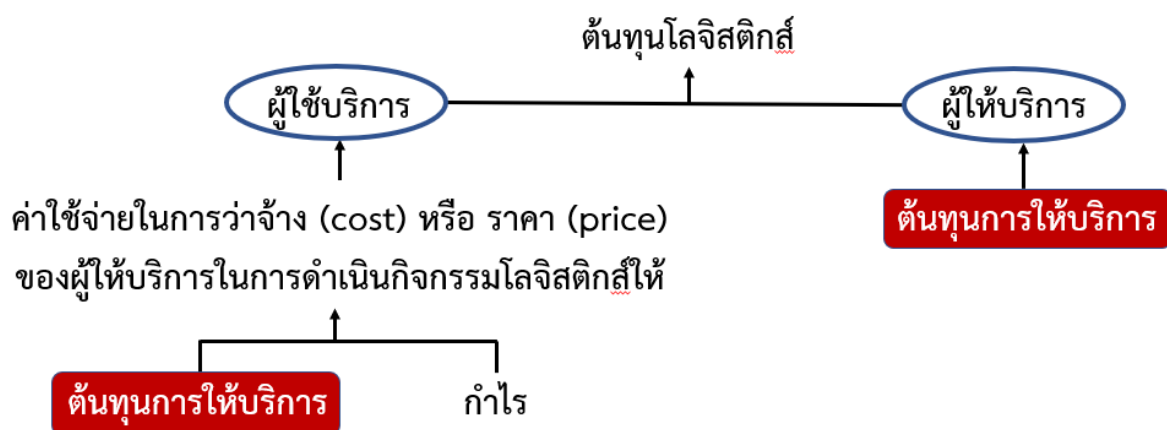 ต้นทุนโลจิสติกส์
ผู้ใช้บริการ
ผู้ให้บริการ
ค่าใช้จ่ายในการว่าจ้าง (cost) หรือ ราคา (price)
ของผู้ให้บริการในการดำเนินกิจกรรมโลจิสติกส์ให้
ต้นทุนการให้บริการ
ต้นทุนการให้บริการ
กำไร